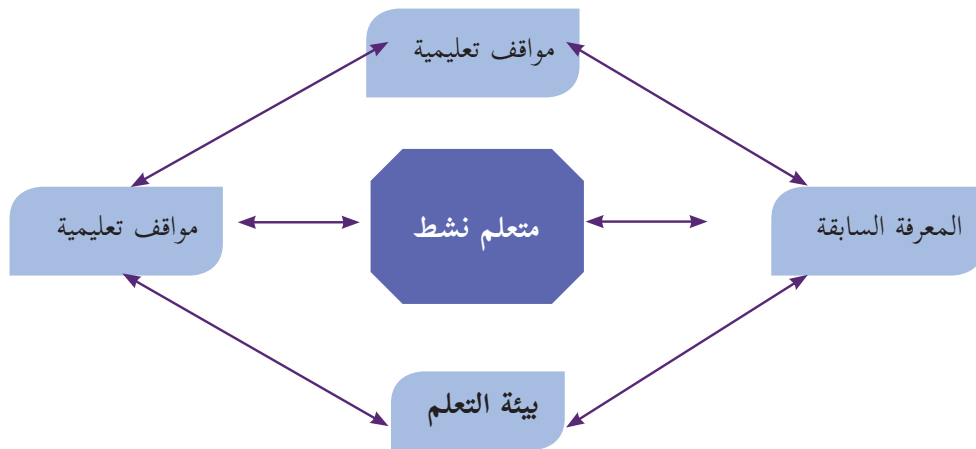 مواقف تعليمية
المعرفة السابقة
متعلم نشط
مواقف تعليمية
بيئة التعلم